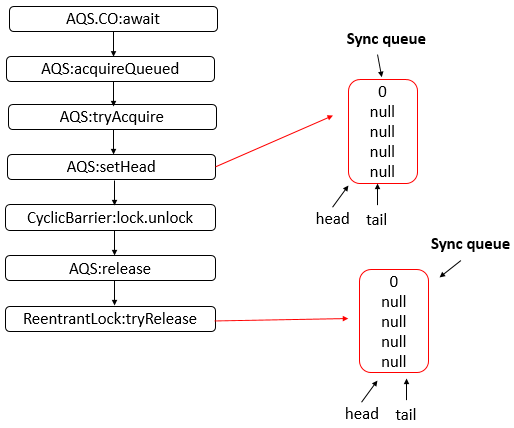 AQS.CO:await
AQS:acquireQueued
AQS:tryAcquire
AQS:setHead
CyclicBarrier:lock.unlock
AQS:release
ReentrantLock:tryRelease
Sync queue
0
null
null
null
null
head
tail
Sync queue
0
null
null
null
null
head
tail